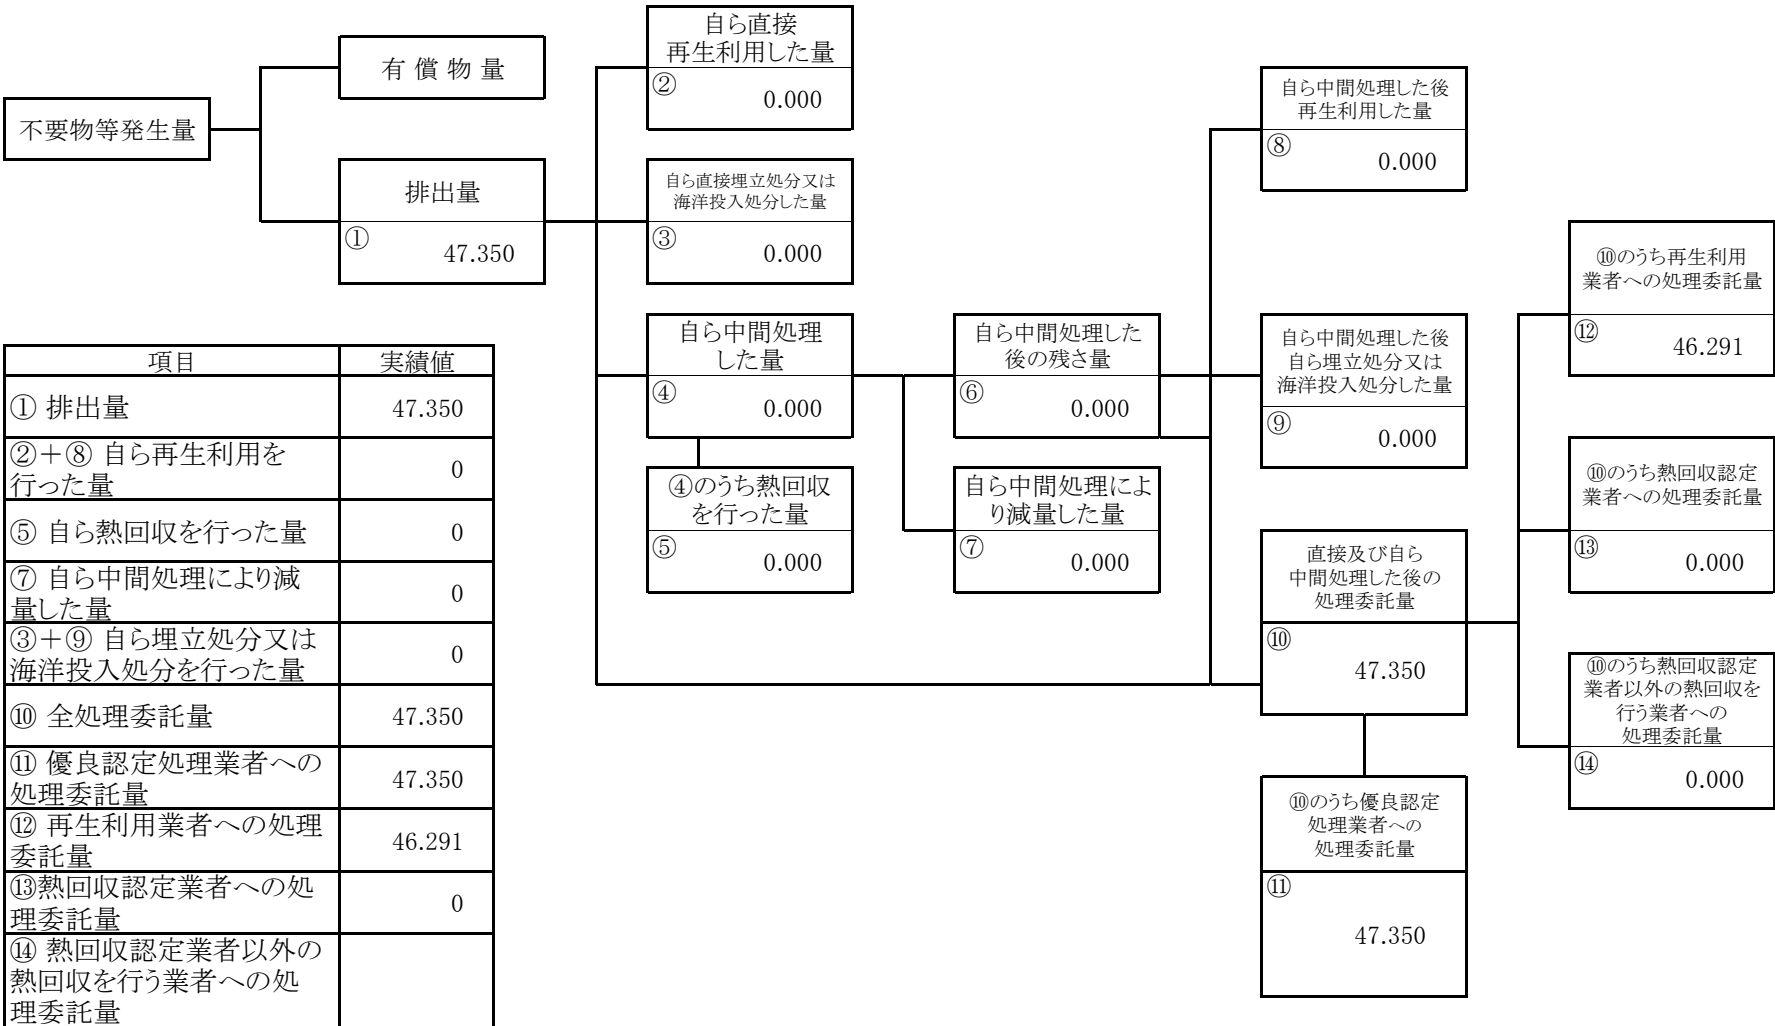 不要物等発生量
有 償 物 量
排出量
①
47.350
自ら直接
再生利用した量
②
0.000
自ら直接埋立処分又は
海洋投入処分した量
③
0.000
自ら中間処理
した量
④
0.000
④のうち熱回収
を行った量
⑤
0.000
自ら中間処理した
後の残さ量
⑥
0.000
自ら中間処理によ
り減量した量
⑦
0.000
自ら中間処理した後
再生利用した量
⑧
0.000
自ら中間処理した後
自ら埋立処分又は
海洋投入処分した量
⑨
0.000
直接及び自ら
中間処理した後の
処理委託量
⑩
47.350
⑩のうち優良認定
処理業者への
処理委託量
⑪
47.350
⑩のうち再生利用
業者への処理委託量
⑫
46.291
⑩のうち熱回収認定
業者への処理委託量
⑬
0.000
⑩のうち熱回収認定
業者以外の熱回収を
行う業者への
処理委託量
⑭
0.000
項目 実績値
① 排出量 47.350
②＋⑧ 自ら再生利用を
行った量 0
⑤ 自ら熱回収を行った量 0
⑦ 自ら中間処理により減
量した量 0
③＋⑨ 自ら埋立処分又は
海洋投入処分を行った量 0
⑩ 全処理委託量 47.350
⑪ 優良認定処理業者への
処理委託量 47.350
⑫ 再生利用業者への処理
委託量 46.291
⑬熱回収認定業者への処
理委託量 0
⑭ 熱回収認定業者以外の
熱回収を行う業者への処
理委託量